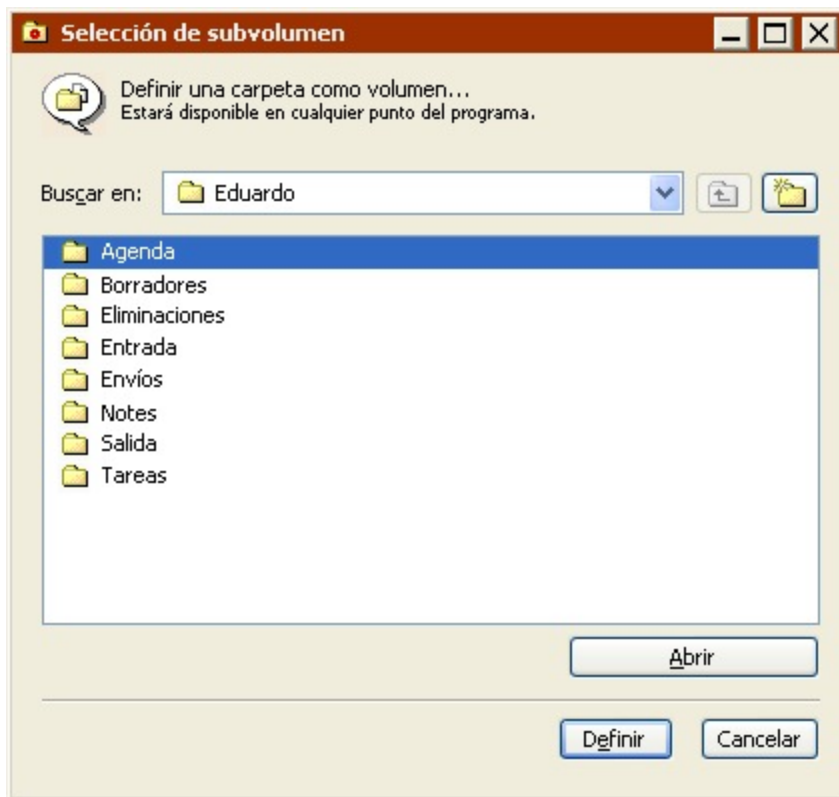 Selección de subvolumen
Definir una carpeta como volumen...
Estará disponible en cualquier punto del programa.
Buscar en: Eduardo
Agenda
Borradores
Eliminaciones
Entrada
Envíos
Notes
Salida
Tareas
Abrir
Definir Cancelar